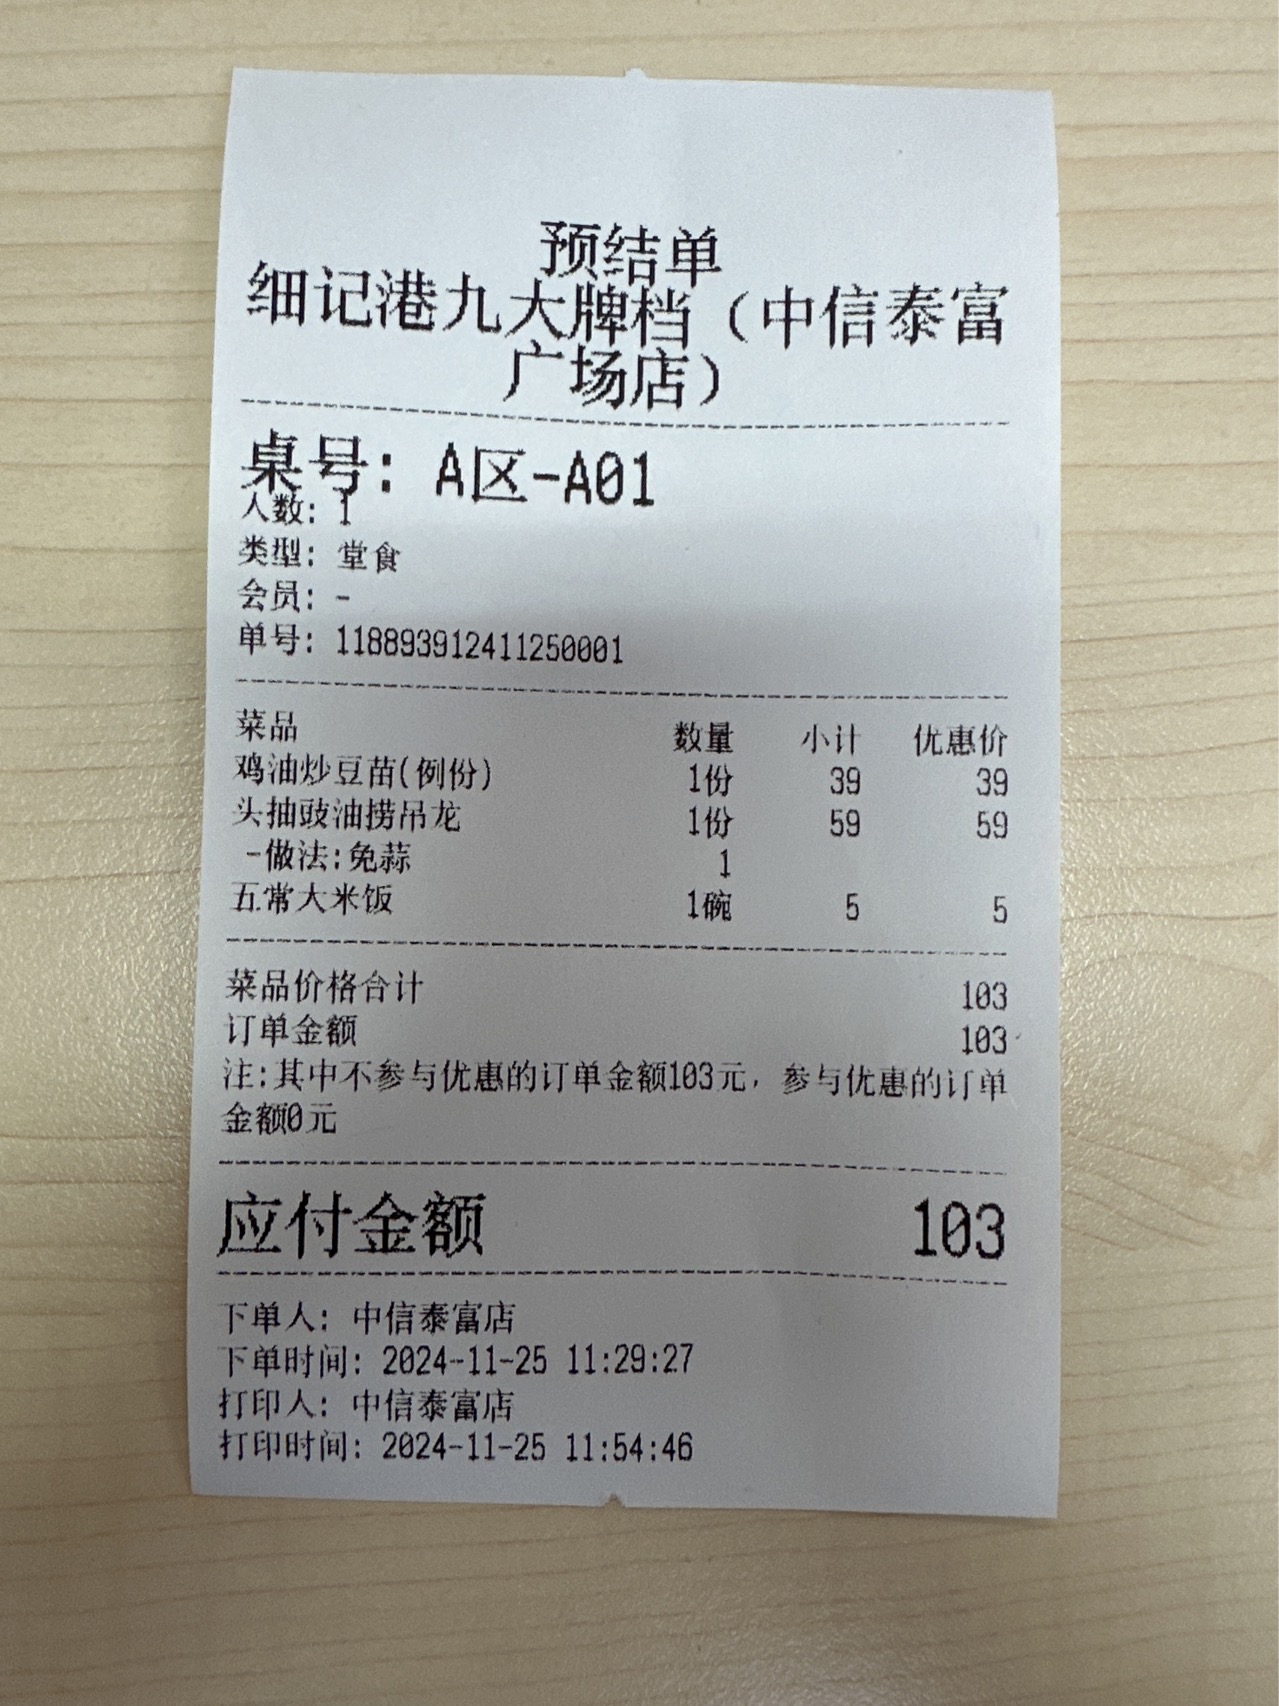 预结单
细记港九大牌档（中信泰富
广场店）
桌号: A区-A01
人数: 1
类型: 堂食
会员: -
单号: 118893912411250001
菜品 数量 小计 优惠价
鸡油炒豆苗(例份) 1份 39 39
头抽豉油捞吊龙 1份 59 59
-做法:免蒜 1
五常大米饭 1碗 5 5
菜品价格合计 103
订单金额 103
注:其中不参与优惠的订单金额103元，参与优惠的订单
金额0元
应付金额 103
下单人: 中信泰富店
下单时间: 2024-11-25 11:29:27
打印人: 中信泰富店
打印时间: 2024-11-25 11:54:46